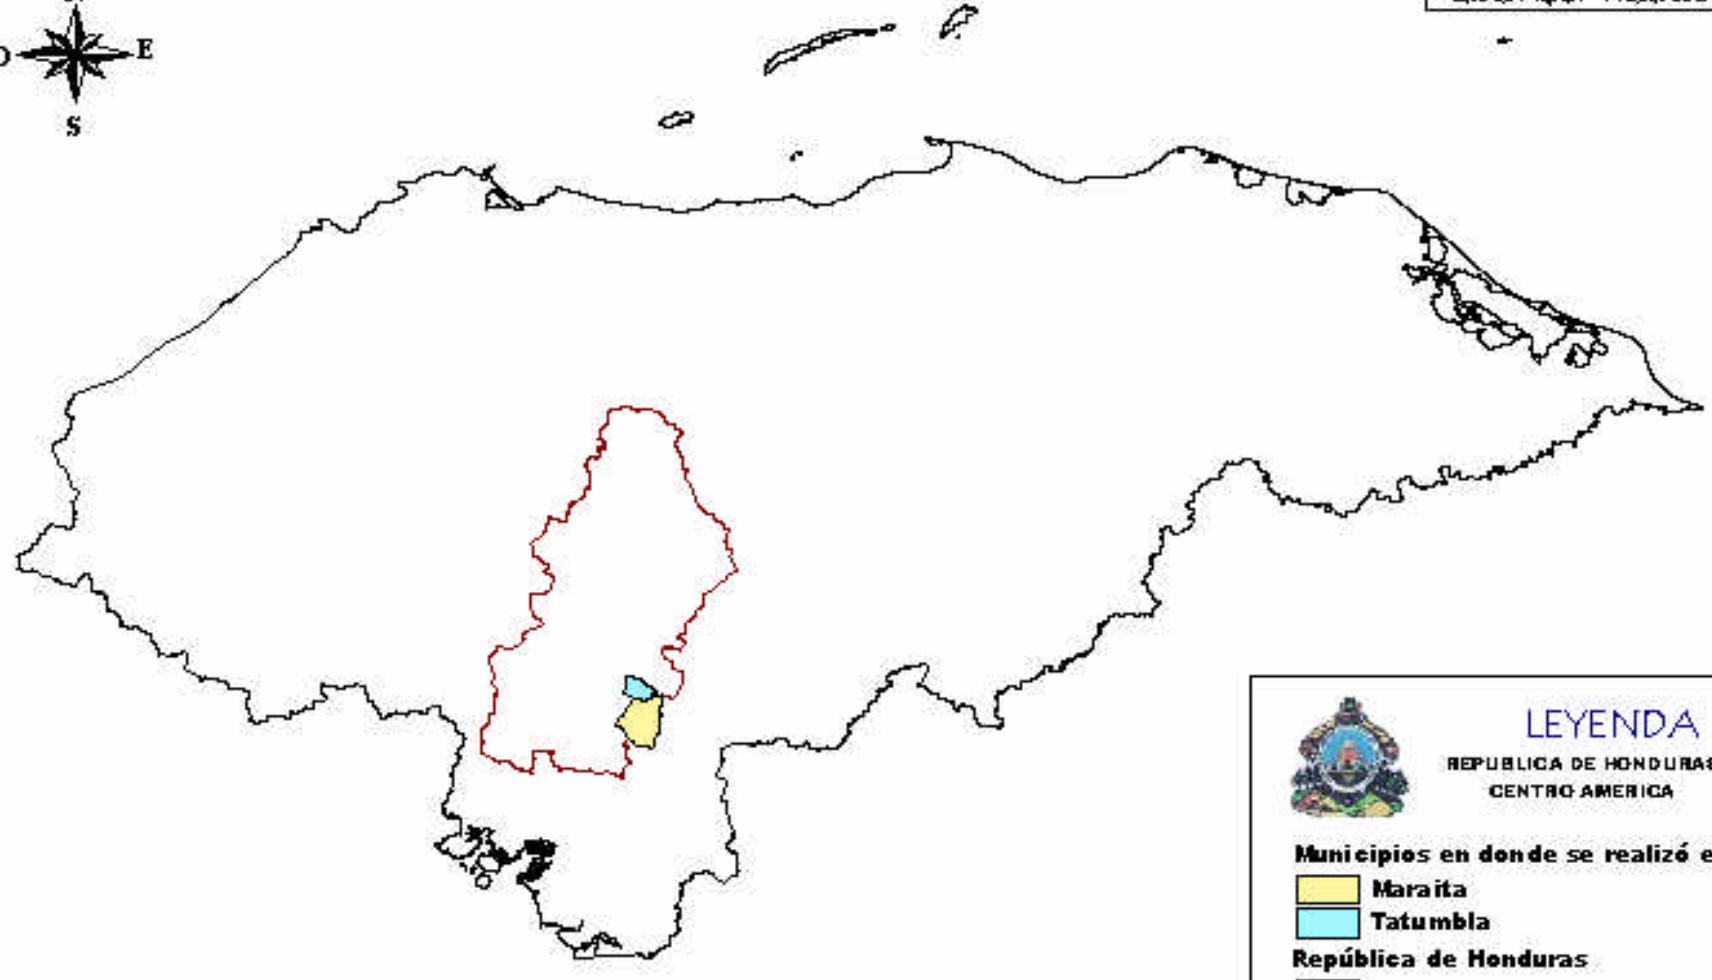 E
S
LEYENDA
REPUBLICA DE HONDURAS
CENTRO AMERICA
Municipios en donde se realizó e
Maraita
Tatumbla
República de Honduras